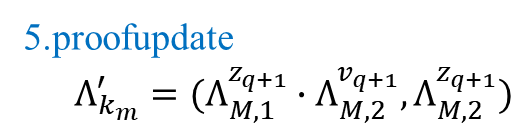 5.proofupdate
Λ′_{k_m} = (Λ_{M,1}^{z_{q+1}} · Λ_{M,2}^{v_{q+1}}, Λ_{M,2}^{z_{q+1}})